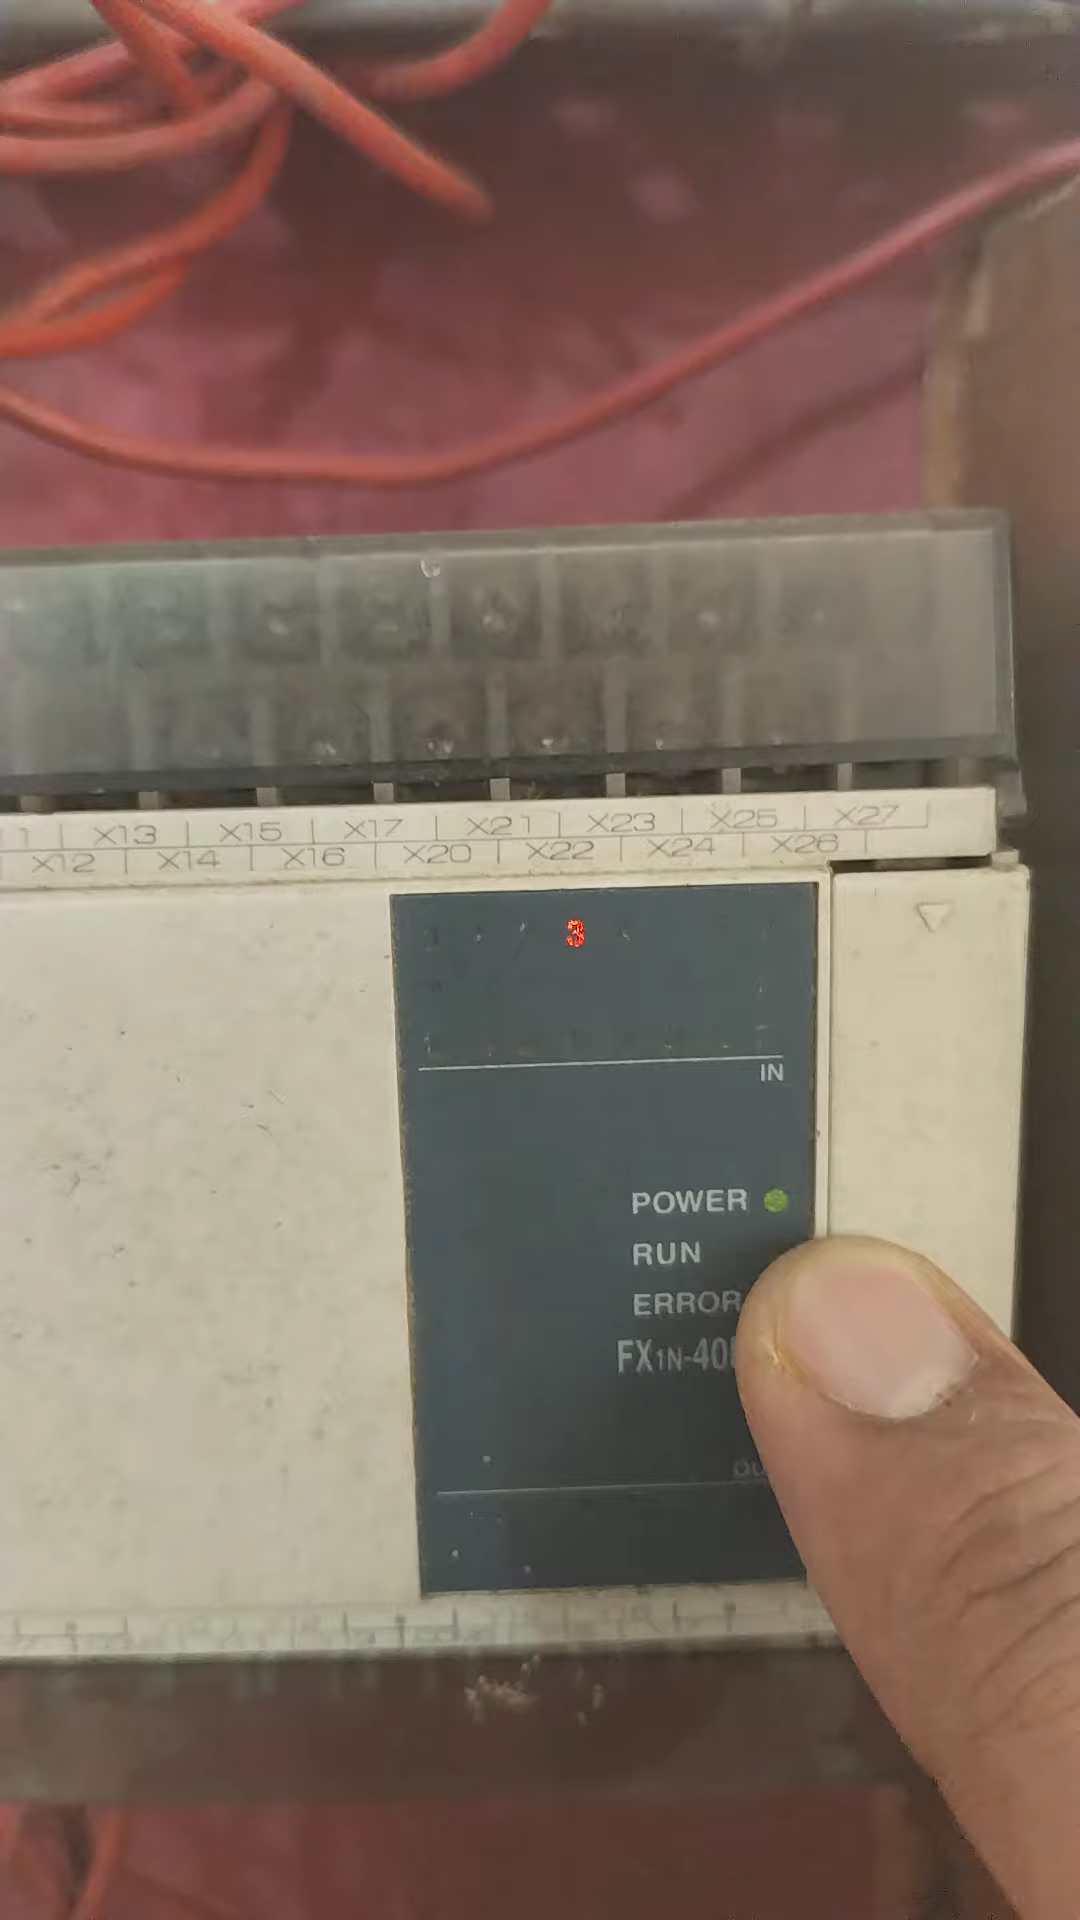 X13 X15 X17 X21 X23 X25 X27
X12 X14 X16 X20 X22 X24 X26
3
IN
POWER
RUN
ERROR
FX1N-40